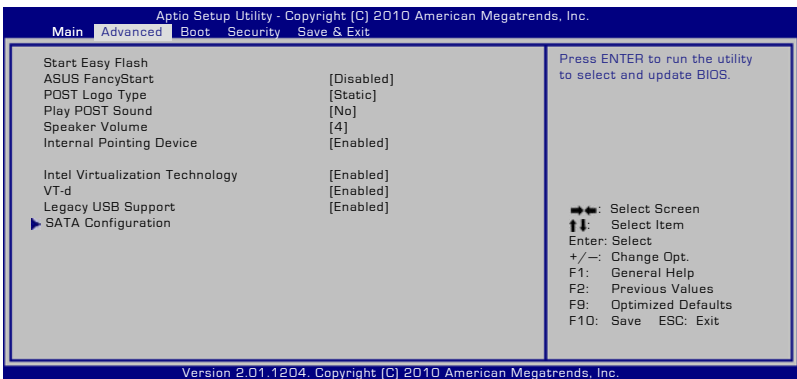 Aptio Setup Utility - Copyright (C) 2010 American Megatrends, Inc.
Main Advanced Boot Security Save & Exit
Start Easy Flash
ASUS FancyStart [Disabled]
POST Logo Type [Static]
Play POST Sound [No]
Speaker Volume [4]
Internal Pointing Device [Enabled]
Intel Virtualization Technology [Enabled]
VT-d [Enabled]
Legacy USB Support [Enabled]
SATA Configuration
Press ENTER to run the utility
to select and update BIOS.
: Select Screen
: Select Item
Enter: Select
+/—: Change Opt.
F1: General Help
F2: Previous Values
F9: Optimized Defaults
F10: Save ESC: Exit
Version 2.01.1204. Copyright (C) 2010 American Megatrends, Inc.